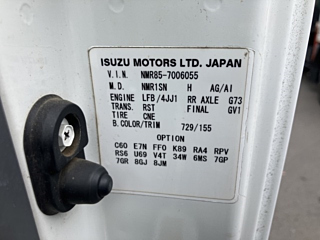 ISUZU MOTORS LTD. JAPAN
V.I.N. NMR85-7006055
M.D. NMR1SN H AG/AI
ENGINE LFB/4JJ1 RR AXLE G73
TRANS. RST FINAL GV1
TIRE CNE
B.COLOR/TRIM 729/155
OPTION
C60 E7N FF0 K89 RA4 RPV
RS6 U69 V4T 34W 6MS 7GP
7GR 8GJ 8JM